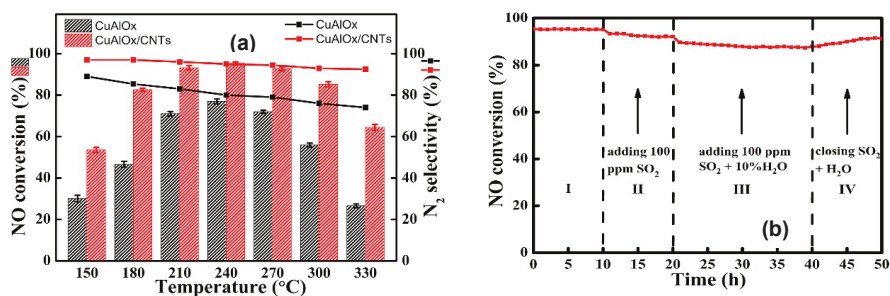 CuAlOx
CuAlOx/CNTs
CuAlOx
CuAlOx/CNTs
(a)
NO conversion (%)
100
80
60
40
20
0
100
80
60
40
20
0
N2 selectivity (%)
150 180 210 240 270 300 330
Temperature (°C)
NO conversion (%)
100
80
60
40
20
0
adding 100
ppm SO2
adding 100 ppm
SO2 + 10%H2O
closing SO2
+ H2O
I
II
III
IV
(b)
0 5 10 15 20 25 30 35 40 45 50
Time (h)